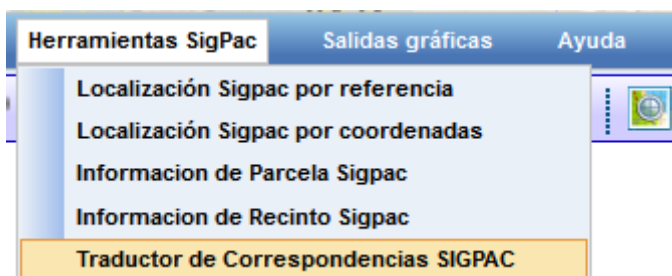 Herramientas SigPac Salidas gráficas Ayuda
Localización Sigpac por referencia
Localización Sigpac por coordenadas
Informacion de Parcela Sigpac
Informacion de Recinto Sigpac
Traductor de Correspondencias SIGPAC